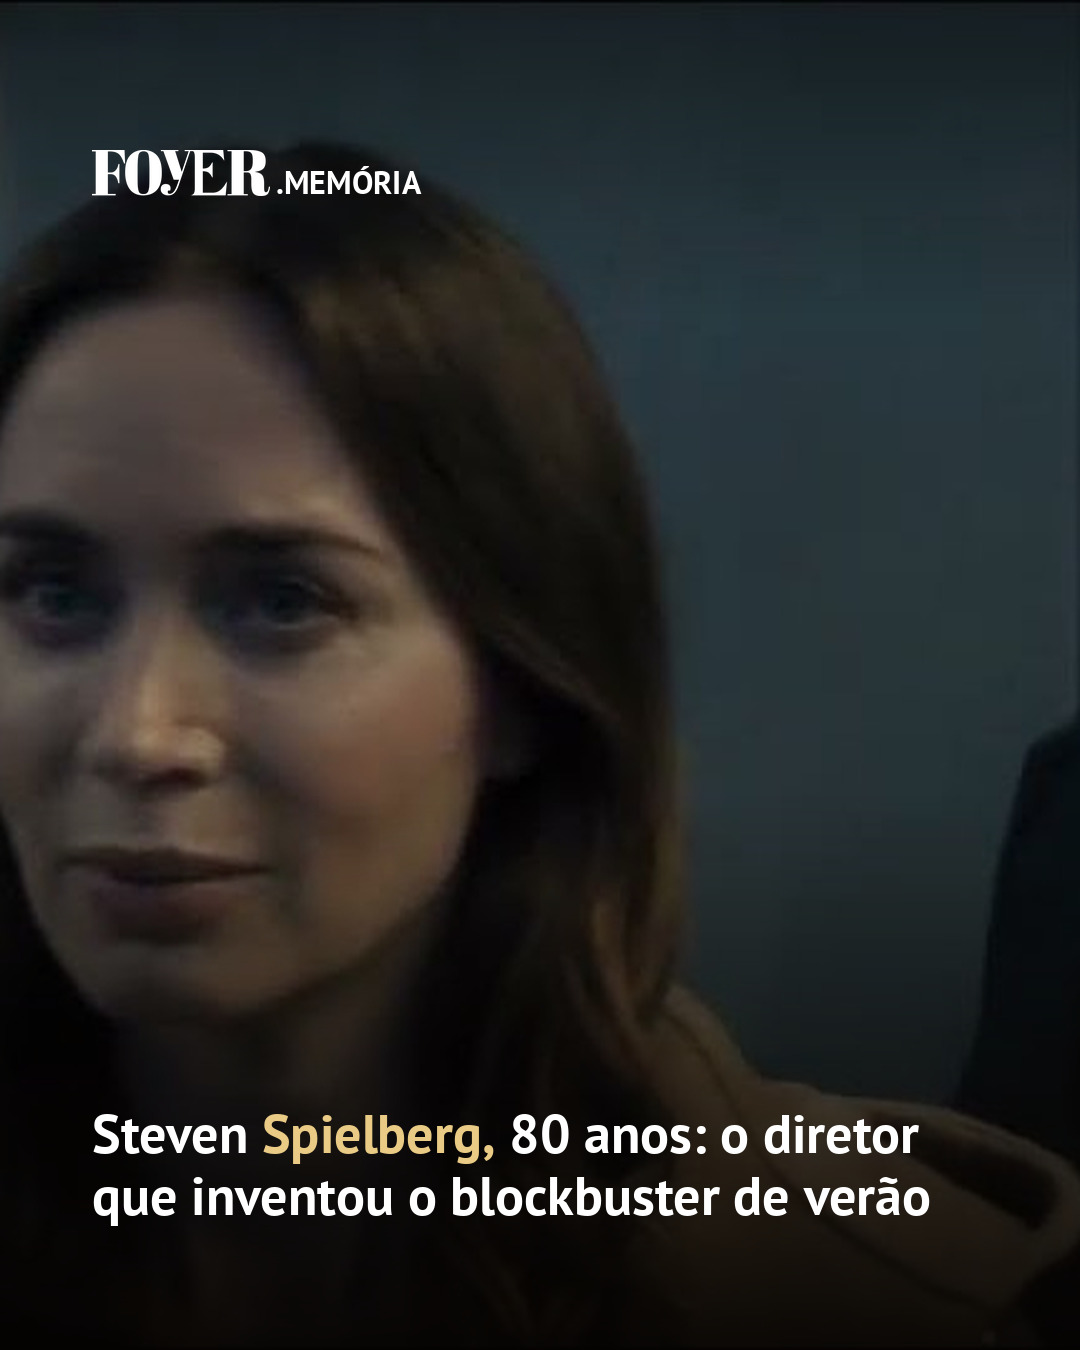 FOYER.MEMÓRIA
Steven Spielberg, 80 anos: o diretor
que inventou o blockbuster de verão